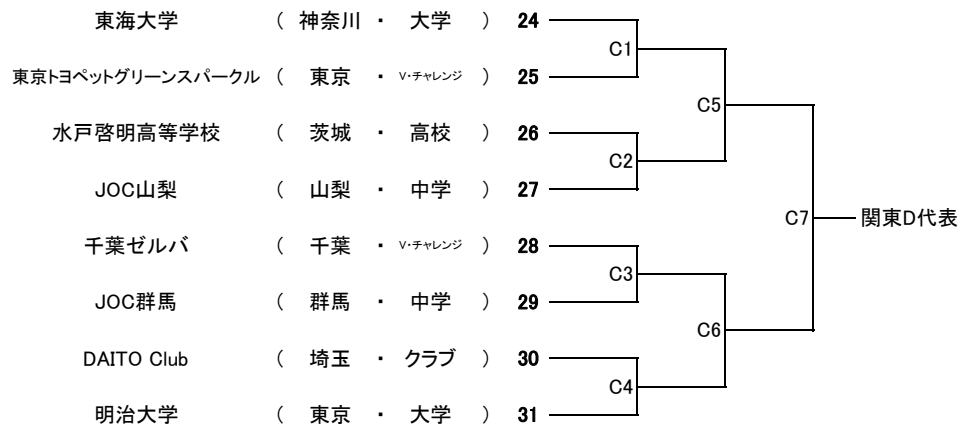 東海大学 ( 神奈川 ・ 大学 ) 24
C1
東京トヨペットグリーンスパークル ( 東京 ・ V・チャレンジ ) 25
C5
水戸啓明高等学校 ( 茨城 ・ 高校 ) 26
C2
JOC山梨 ( 山梨 ・ 中学 ) 27
C7 関東D代表
千葉ゼルバ ( 千葉 ・ V・チャレンジ ) 28
C3
JOC群馬 ( 群馬 ・ 中学 ) 29
C6
DAITO Club ( 埼玉 ・ クラブ ) 30
C4
明治大学 ( 東京 ・ 大学 ) 31